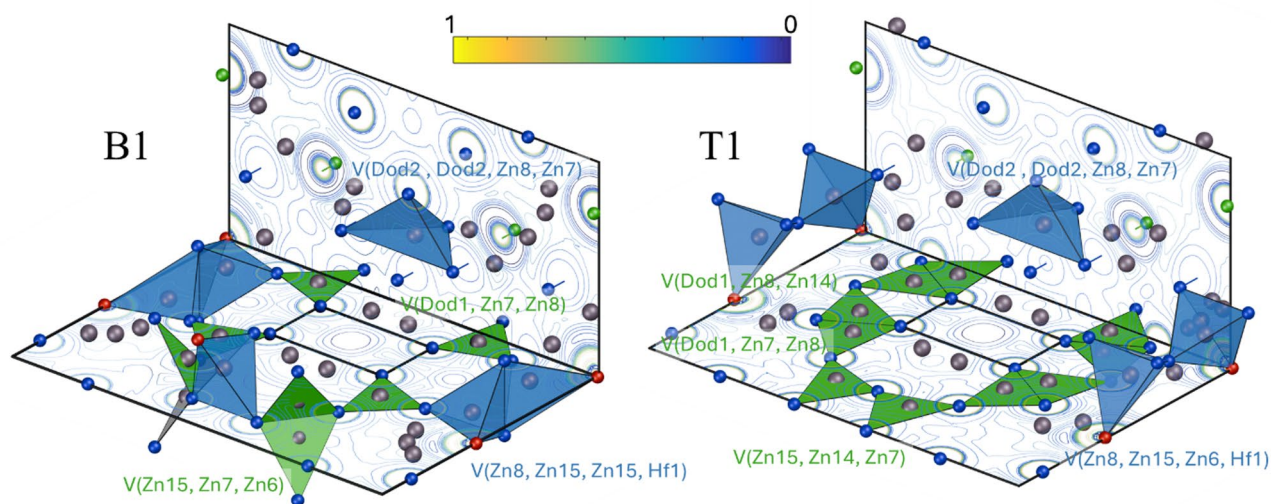 1 0
B1
T1
V(Dod2 , Dod2, Zn8, Zn7)
V(Dod2 , Dod2, Zn8, Zn7)
V(Dod1, Zn7, Zn8)
V(Dod1, Zn8, Zn14)
V(Dod1, Zn7, Zn8)
V(Zn15, Zn7, Zn6)
V(Zn8, Zn15, Zn15, Hf1)
V(Zn15, Zn14, Zn7)
V(Zn8, Zn15, Zn6, Hf1)